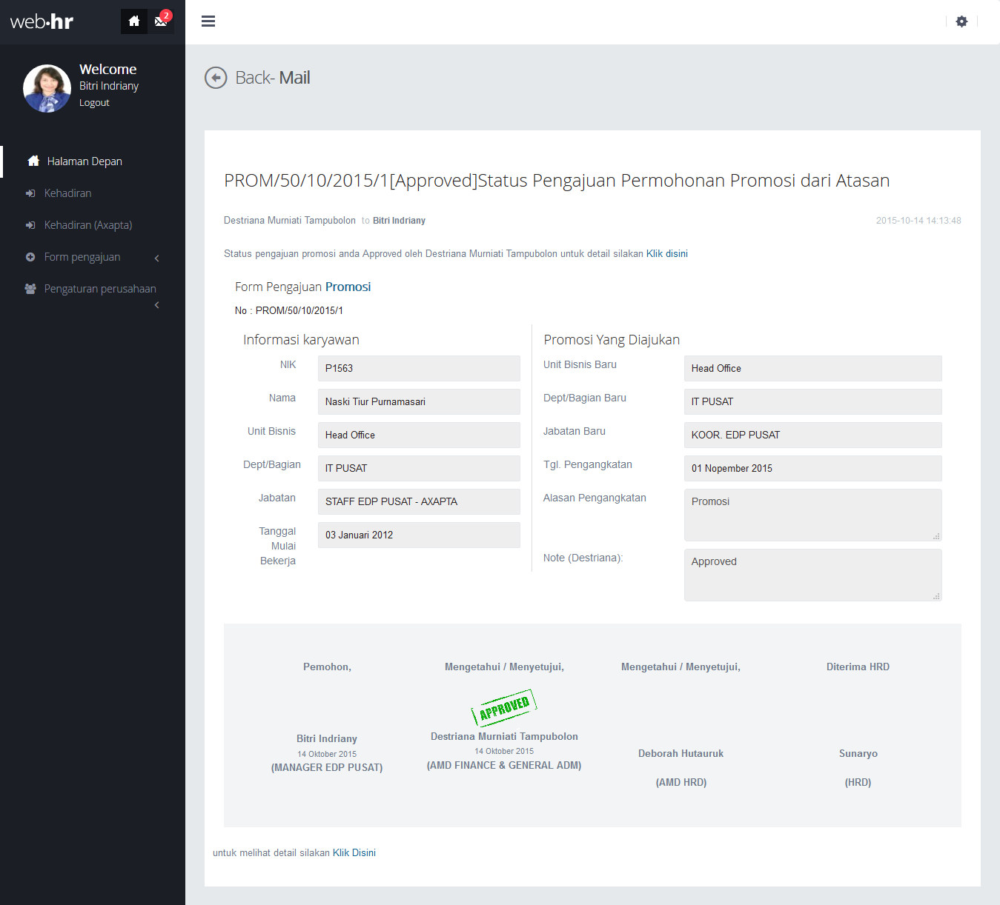 web·hr
2
Welcome
Bitri Indriany
Logout
Halaman Depan
Kehadiran
Kehadiran (Axapta)
Form pengajuan
Pengaturan perusahaan
Back- Mail
PROM/50/10/2015/1[Approved]Status Pengajuan Permohonan Promosi dari Atasan
Destriana Murniati Tampubolon to Bitri Indriany
2015-10-14 14:13:48
Status pengajuan promosi anda Approved oleh Destriana Murniati Tampubolon untuk detail silakan Klik disini
Form Pengajuan Promosi
No : PROM/50/10/2015/1
Informasi karyawan
NIK P1563
Nama Naski Tiur Purnamasari
Unit Bisnis Head Office
Dept/Bagian IT PUSAT
Jabatan STAFF EDP PUSAT - AXAPTA
Tanggal 03 Januari 2012
Mulai
Bekerja
Promosi Yang Diajukan
Unit Bisnis Baru Head Office
Dept/Bagian Baru IT PUSAT
Jabatan Baru KOOR. EDP PUSAT
Tgl. Pengangkatan 01 Nopember 2015
Alasan Pengangkatan Promosi
Note (Destriana): Approved
Pemohon,
Bitri Indriany
14 Oktober 2015
(MANAGER EDP PUSAT)
Mengetahui / Menyetujui,
APPROVED
Destriana Murniati Tampubolon
14 Oktober 2015
(AMD FINANCE & GENERAL ADM)
Mengetahui / Menyetujui,
Deborah Hutauruk
(AMD HRD)
Diterima HRD
Sunaryo
(HRD)
untuk melihat detail silakan Klik Disini